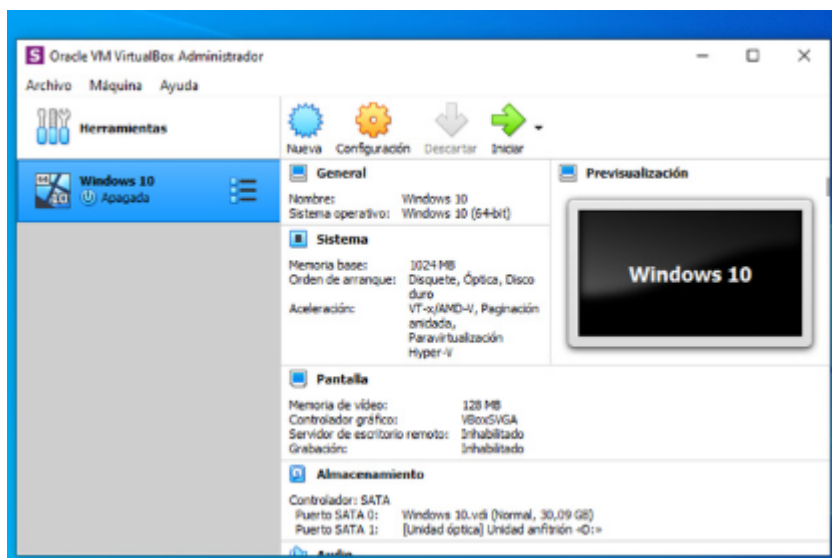 Oracle VM VirtualBox Administrador
Archivo Máquina Ayuda
Herramientas
Nueva Configuración Descartar Iniciar
Windows 10
Apagada
General
Nombre: Windows 10
Sistema operativo: Windows 10 (64-bit)
Sistema
Memoria base: 1024 MB
Orden de arranque: Disquete, Óptica, Disco
duro
Aceleración: VT-x/AMD-V, Paginación
anidada,
Paravirtualización
Hyper-V
Previsualización
Windows 10
Pantalla
Memoria de vídeo: 128 MB
Controlador gráfico: VBoxSVGA
Servidor de escritorio remoto: Inhabilitado
Grabación: Inhabilitado
Almacenamiento
Controlador: SATA
Puerto SATA 0: Windows 10.vdi (Normal, 30,09 GB)
Puerto SATA 1: [Unidad óptica] Unidad anfitrión «D:»
Audio